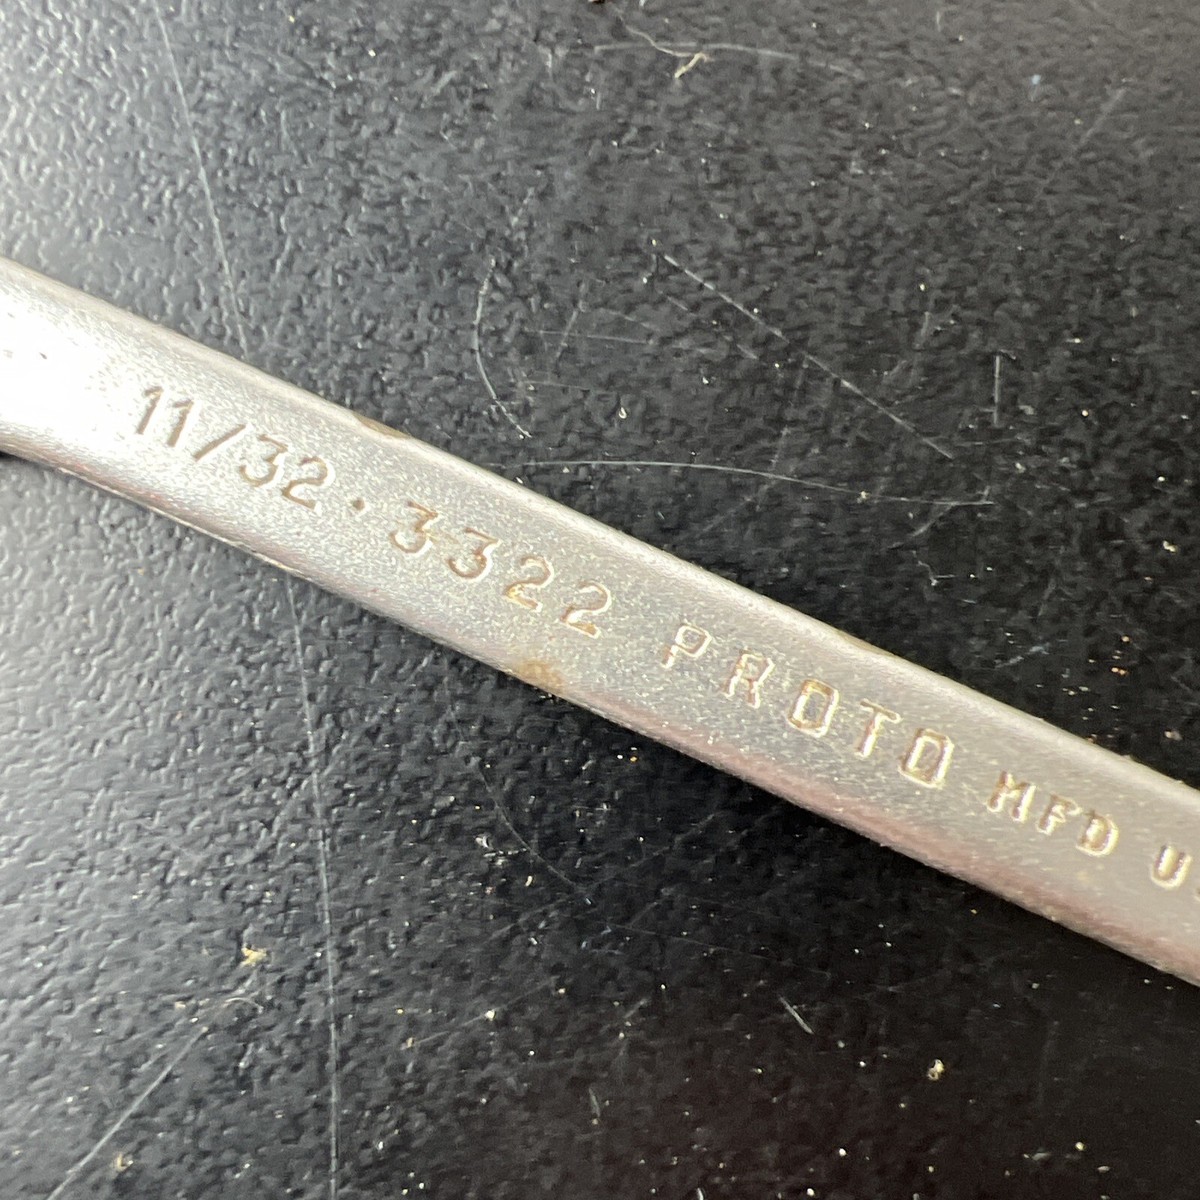 11/32 · 3322 PROTO MFD U